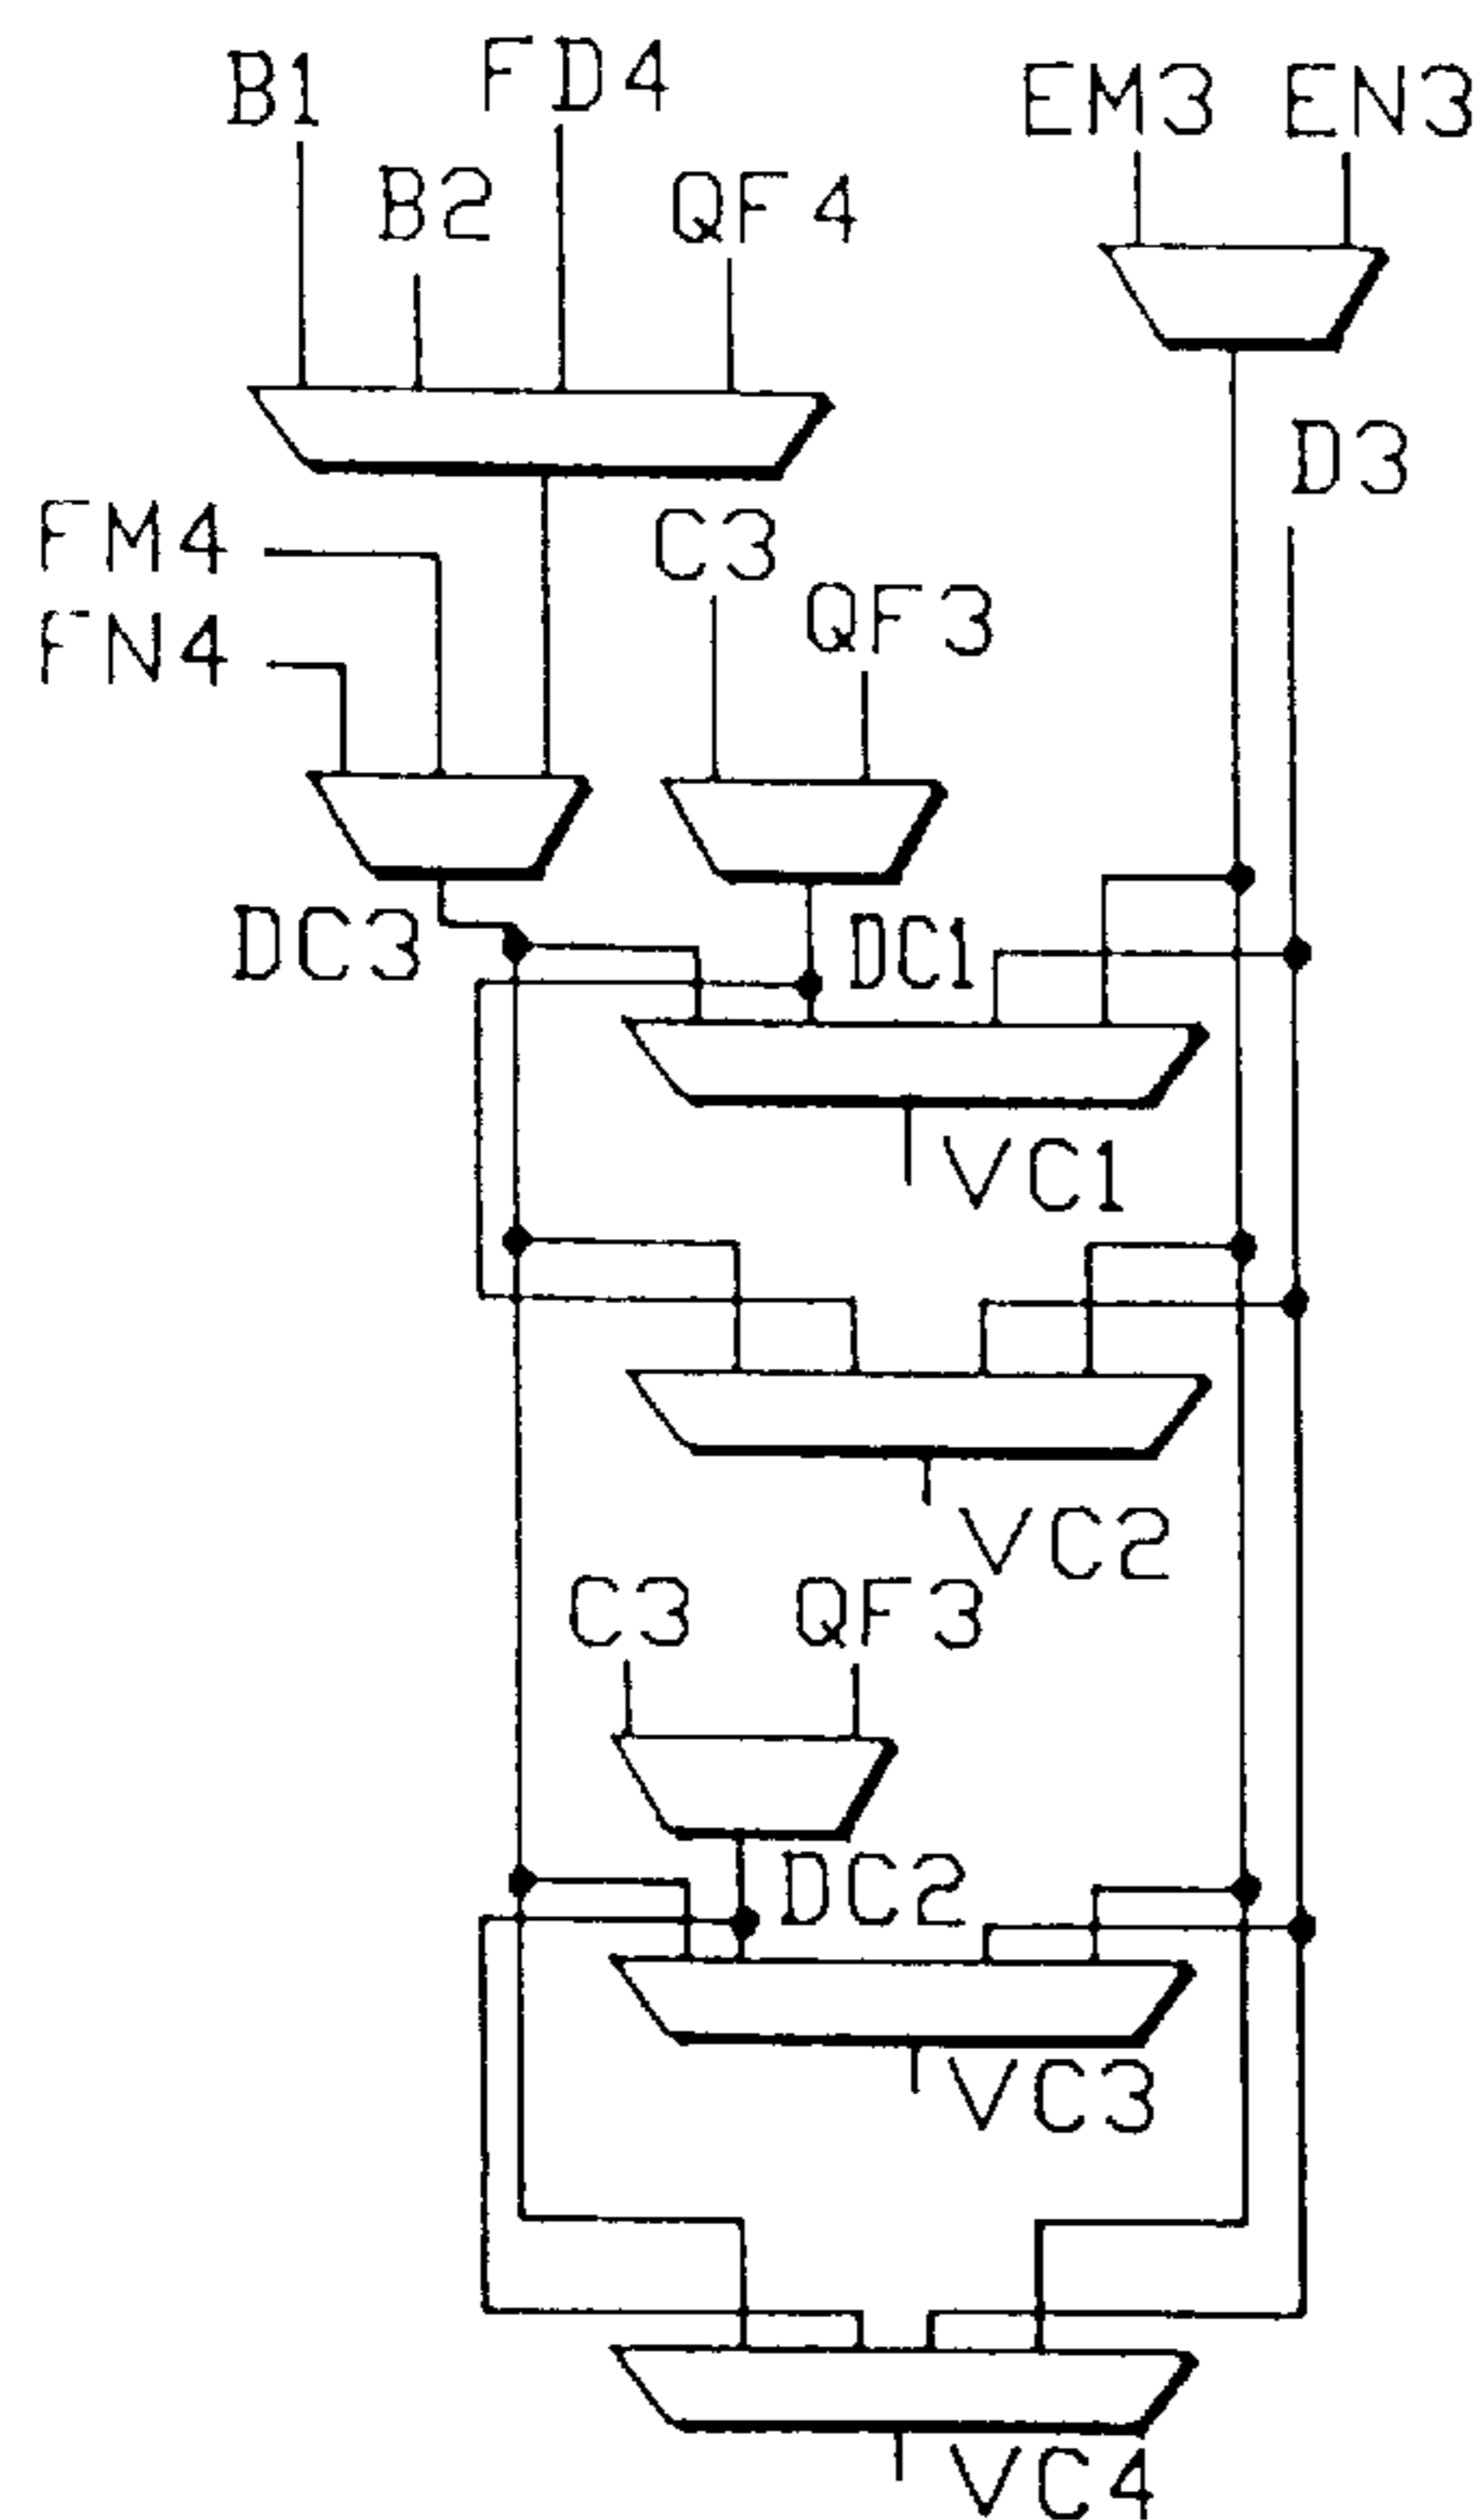 B1 FD4 EM3 EN3
B2 QF4
D3
FM4 C3
FN4 QF3
DC3 DC1
VC1
VC2
C3 QF3
DC2
VC3
VC4